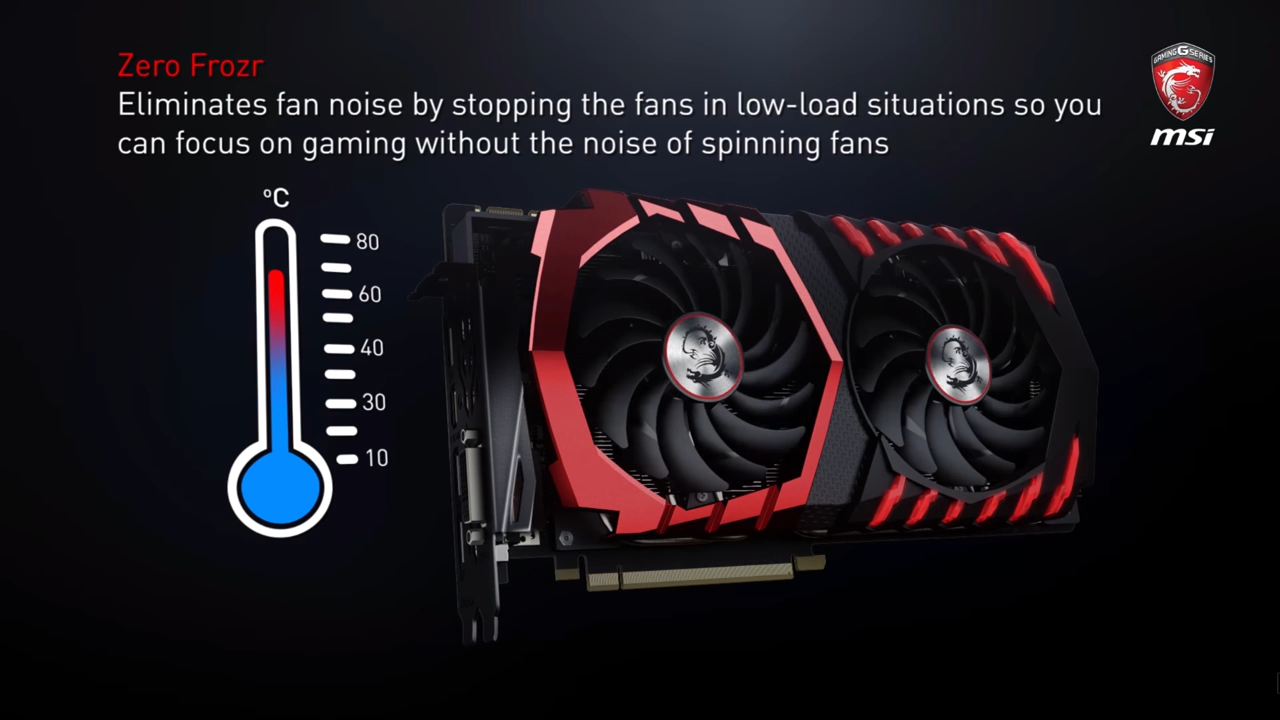 Zero Frozr
Eliminates fan noise by stopping the fans in low-load situations so you
can focus on gaming without the noise of spinning fans
GAMING G SERIES
msi
ºC
80
60
40
30
10